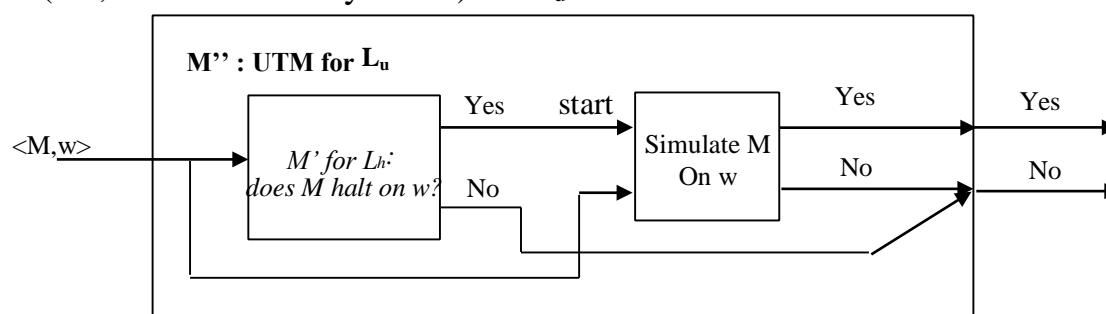 M’’ : UTM for Lu
Yes
start
Yes
Yes
<M,w>
M’ for Lh:
does M halt on w?
Simulate M
On w
No
No
No